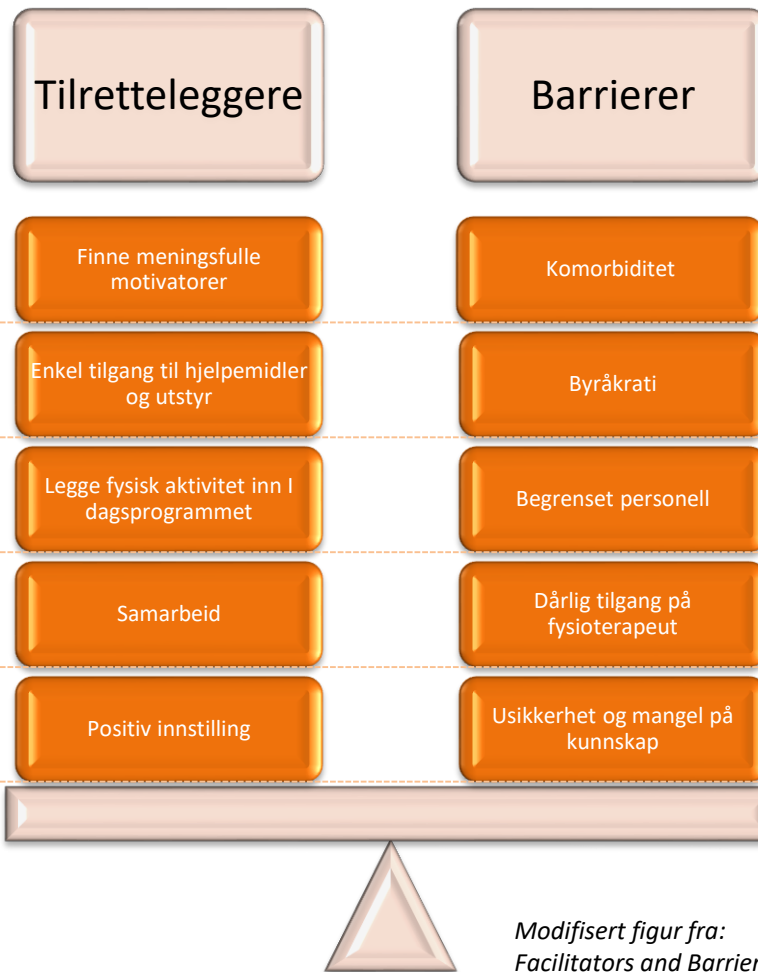 Tilretteleggere
Barrierer
Finne meningsfulle
motivatorer
Komorbiditet
Enkel tilgang til hjelpemidler
og utstyr
Byråkrati
Legge fysisk aktivitet inn I
dagsprogrammet
Begrenset personell
Samarbeid
Dårlig tilgang på
fysioterapeut
Positiv innstilling
Usikkerhet og mangel på
kunnskap
Modifisert figur fra:
Facilitators and Barrier